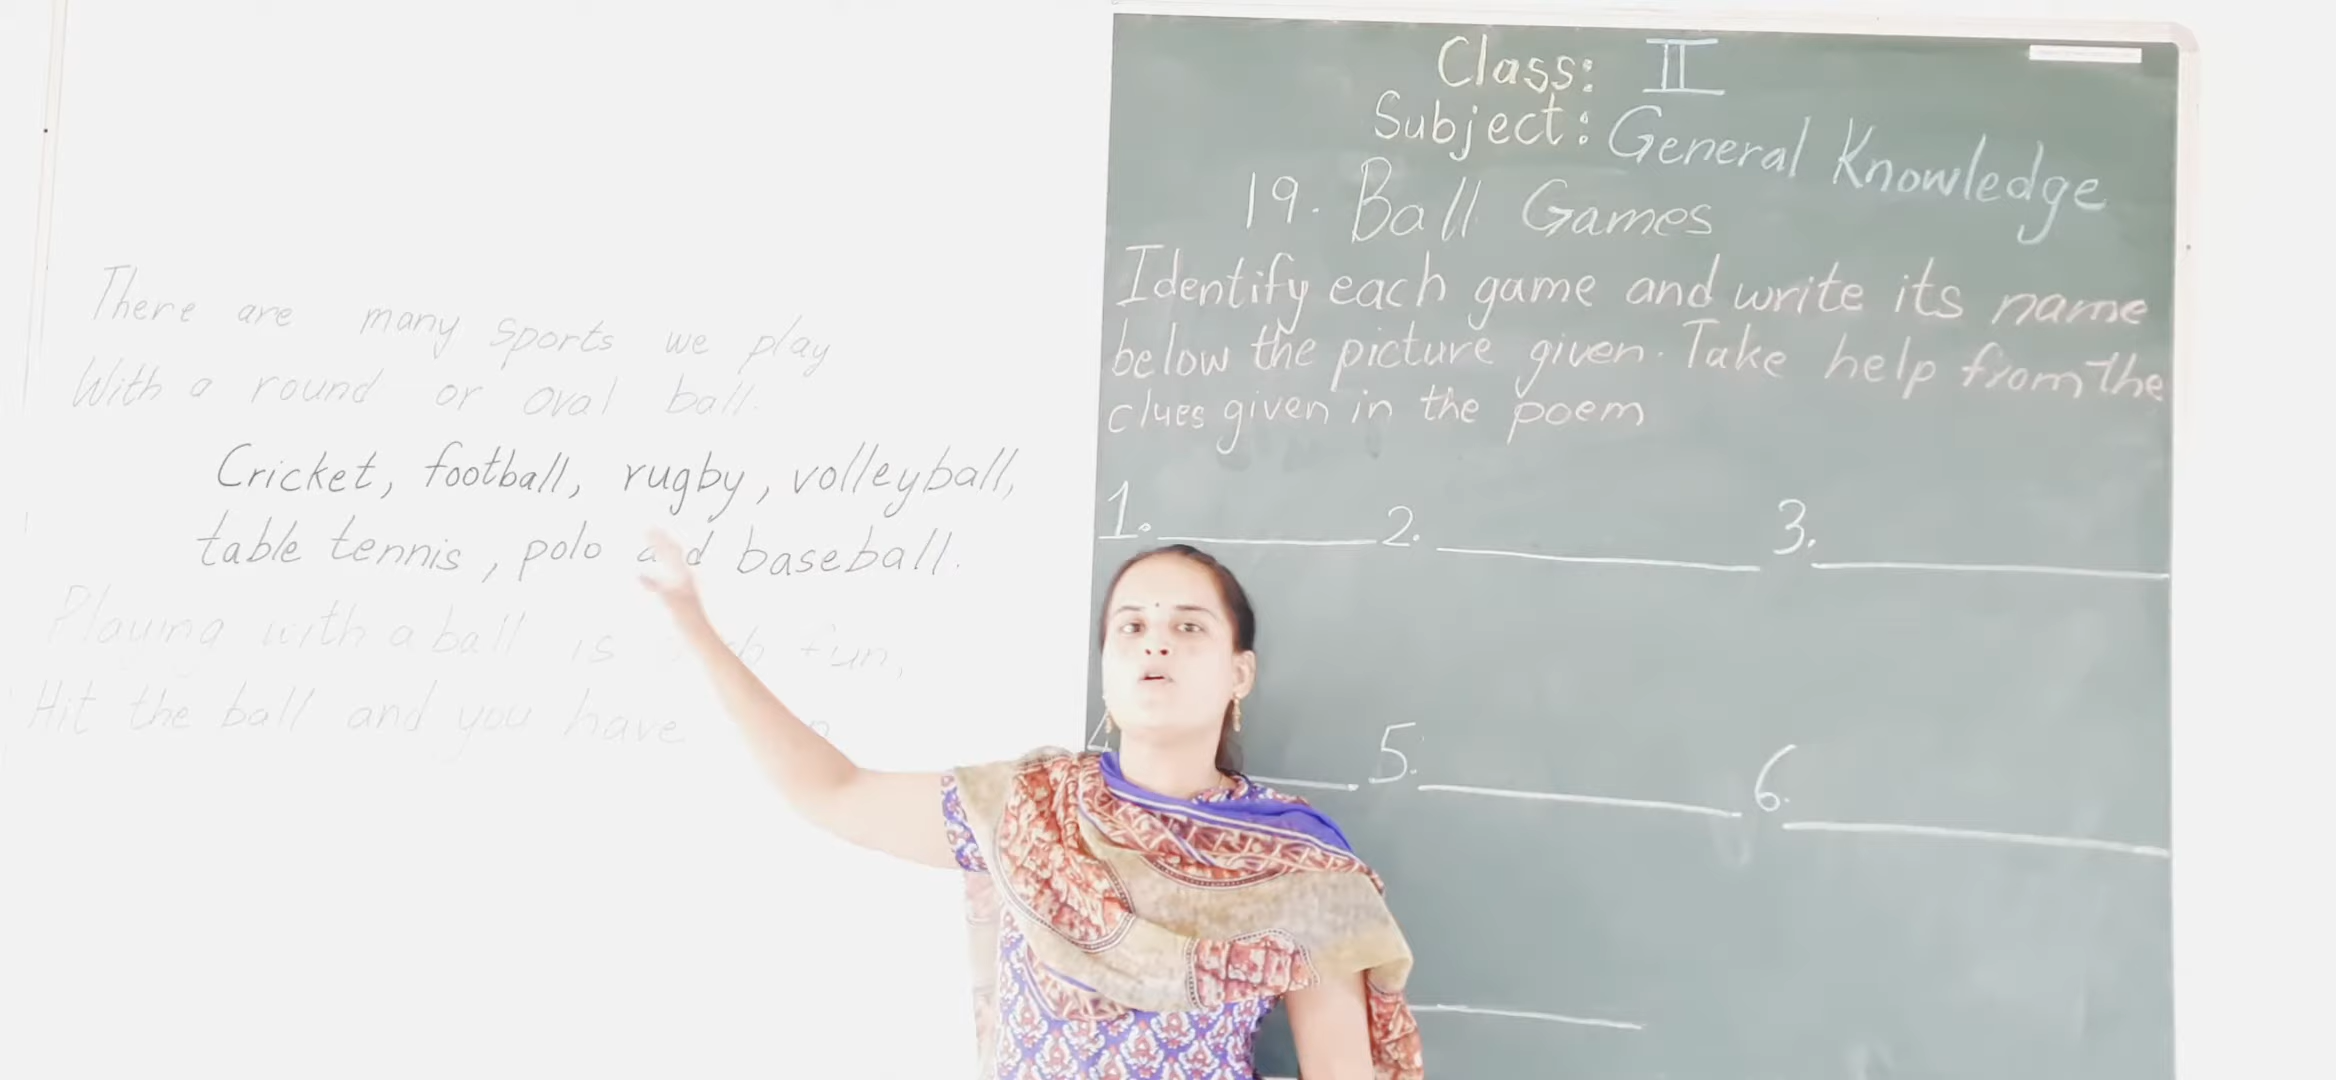 There are many sports we play
With a round or oval ball.
Cricket, football, rugby, volleyball,
table tennis, polo and baseball.
Playing with a ball is fun,
Hit the ball and you have
Class: II
Subject: General Knowledge
19. Ball Games
Identify each game and write its name
below the picture given. Take help from the
clues given in the poem
1. 2. 3.
4 5. 6.